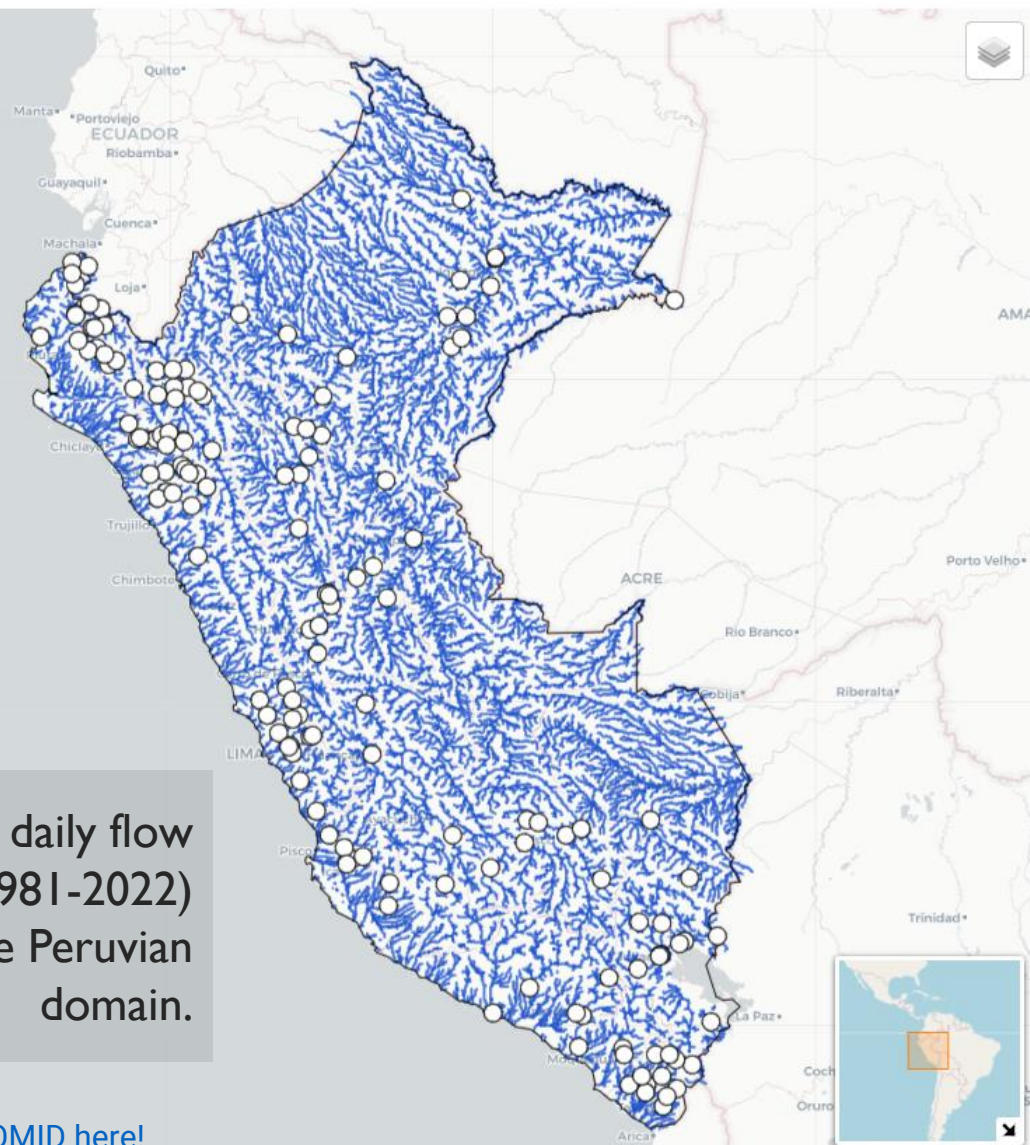 Quito
Manta
Portoviejo
ECUADOR
Riobamba
Guayaquil
Cuenca
Machala
Loja
AMA
Chiclayo
Trujillo
Chimbote
ACRE
Porto Velho
Rio Branco
Cobija
Riberalta
LIMA
daily flow
981-2022)
e Peruvian
domain.
Pisco
Trinidad
La Paz
Coch
Oruro
Arica
OMID here!